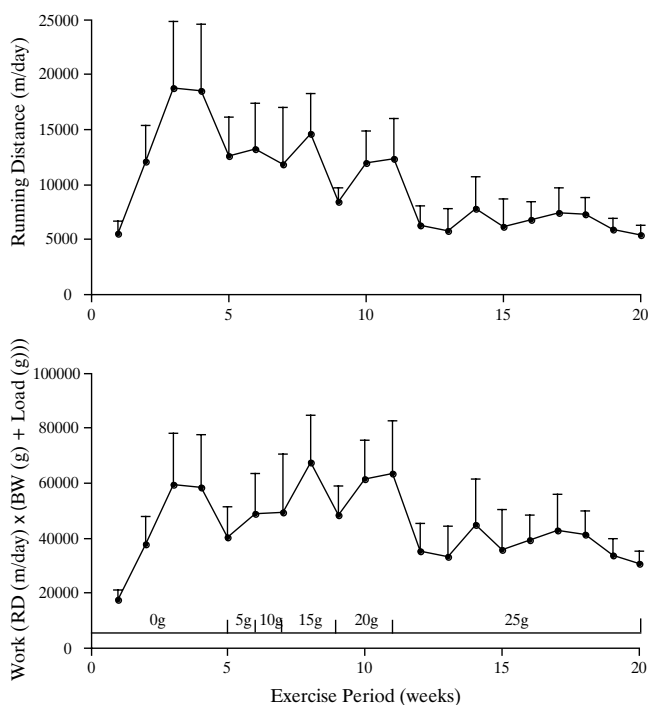 Running Distance (m/day)
25000
20000
15000
10000
5000
0
0 5 10 15 20
Work (RD (m/day) x (BW (g) + Load (g)))
100000
80000
60000
40000
20000
0
0g 5g 10g 15g 20g 25g
0 5 10 15 20
Exercise Period (weeks)